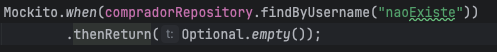 Mockito.when(compradorRepository.findByUsername("naoExiste"))
.thenReturn( t: Optional.empty());